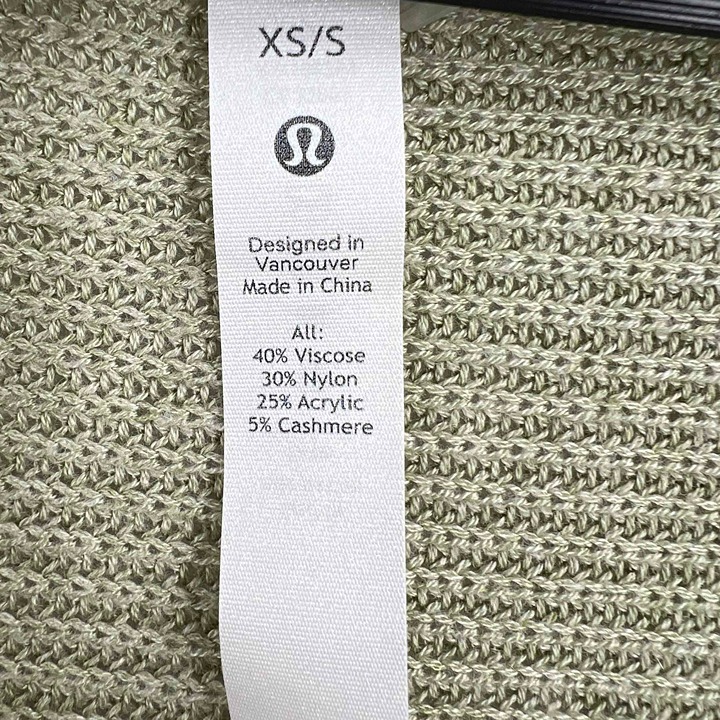 XS/S
Designed in
Vancouver
Made in China
All:
40% Viscose
30% Nylon
25% Acrylic
5% Cashmere